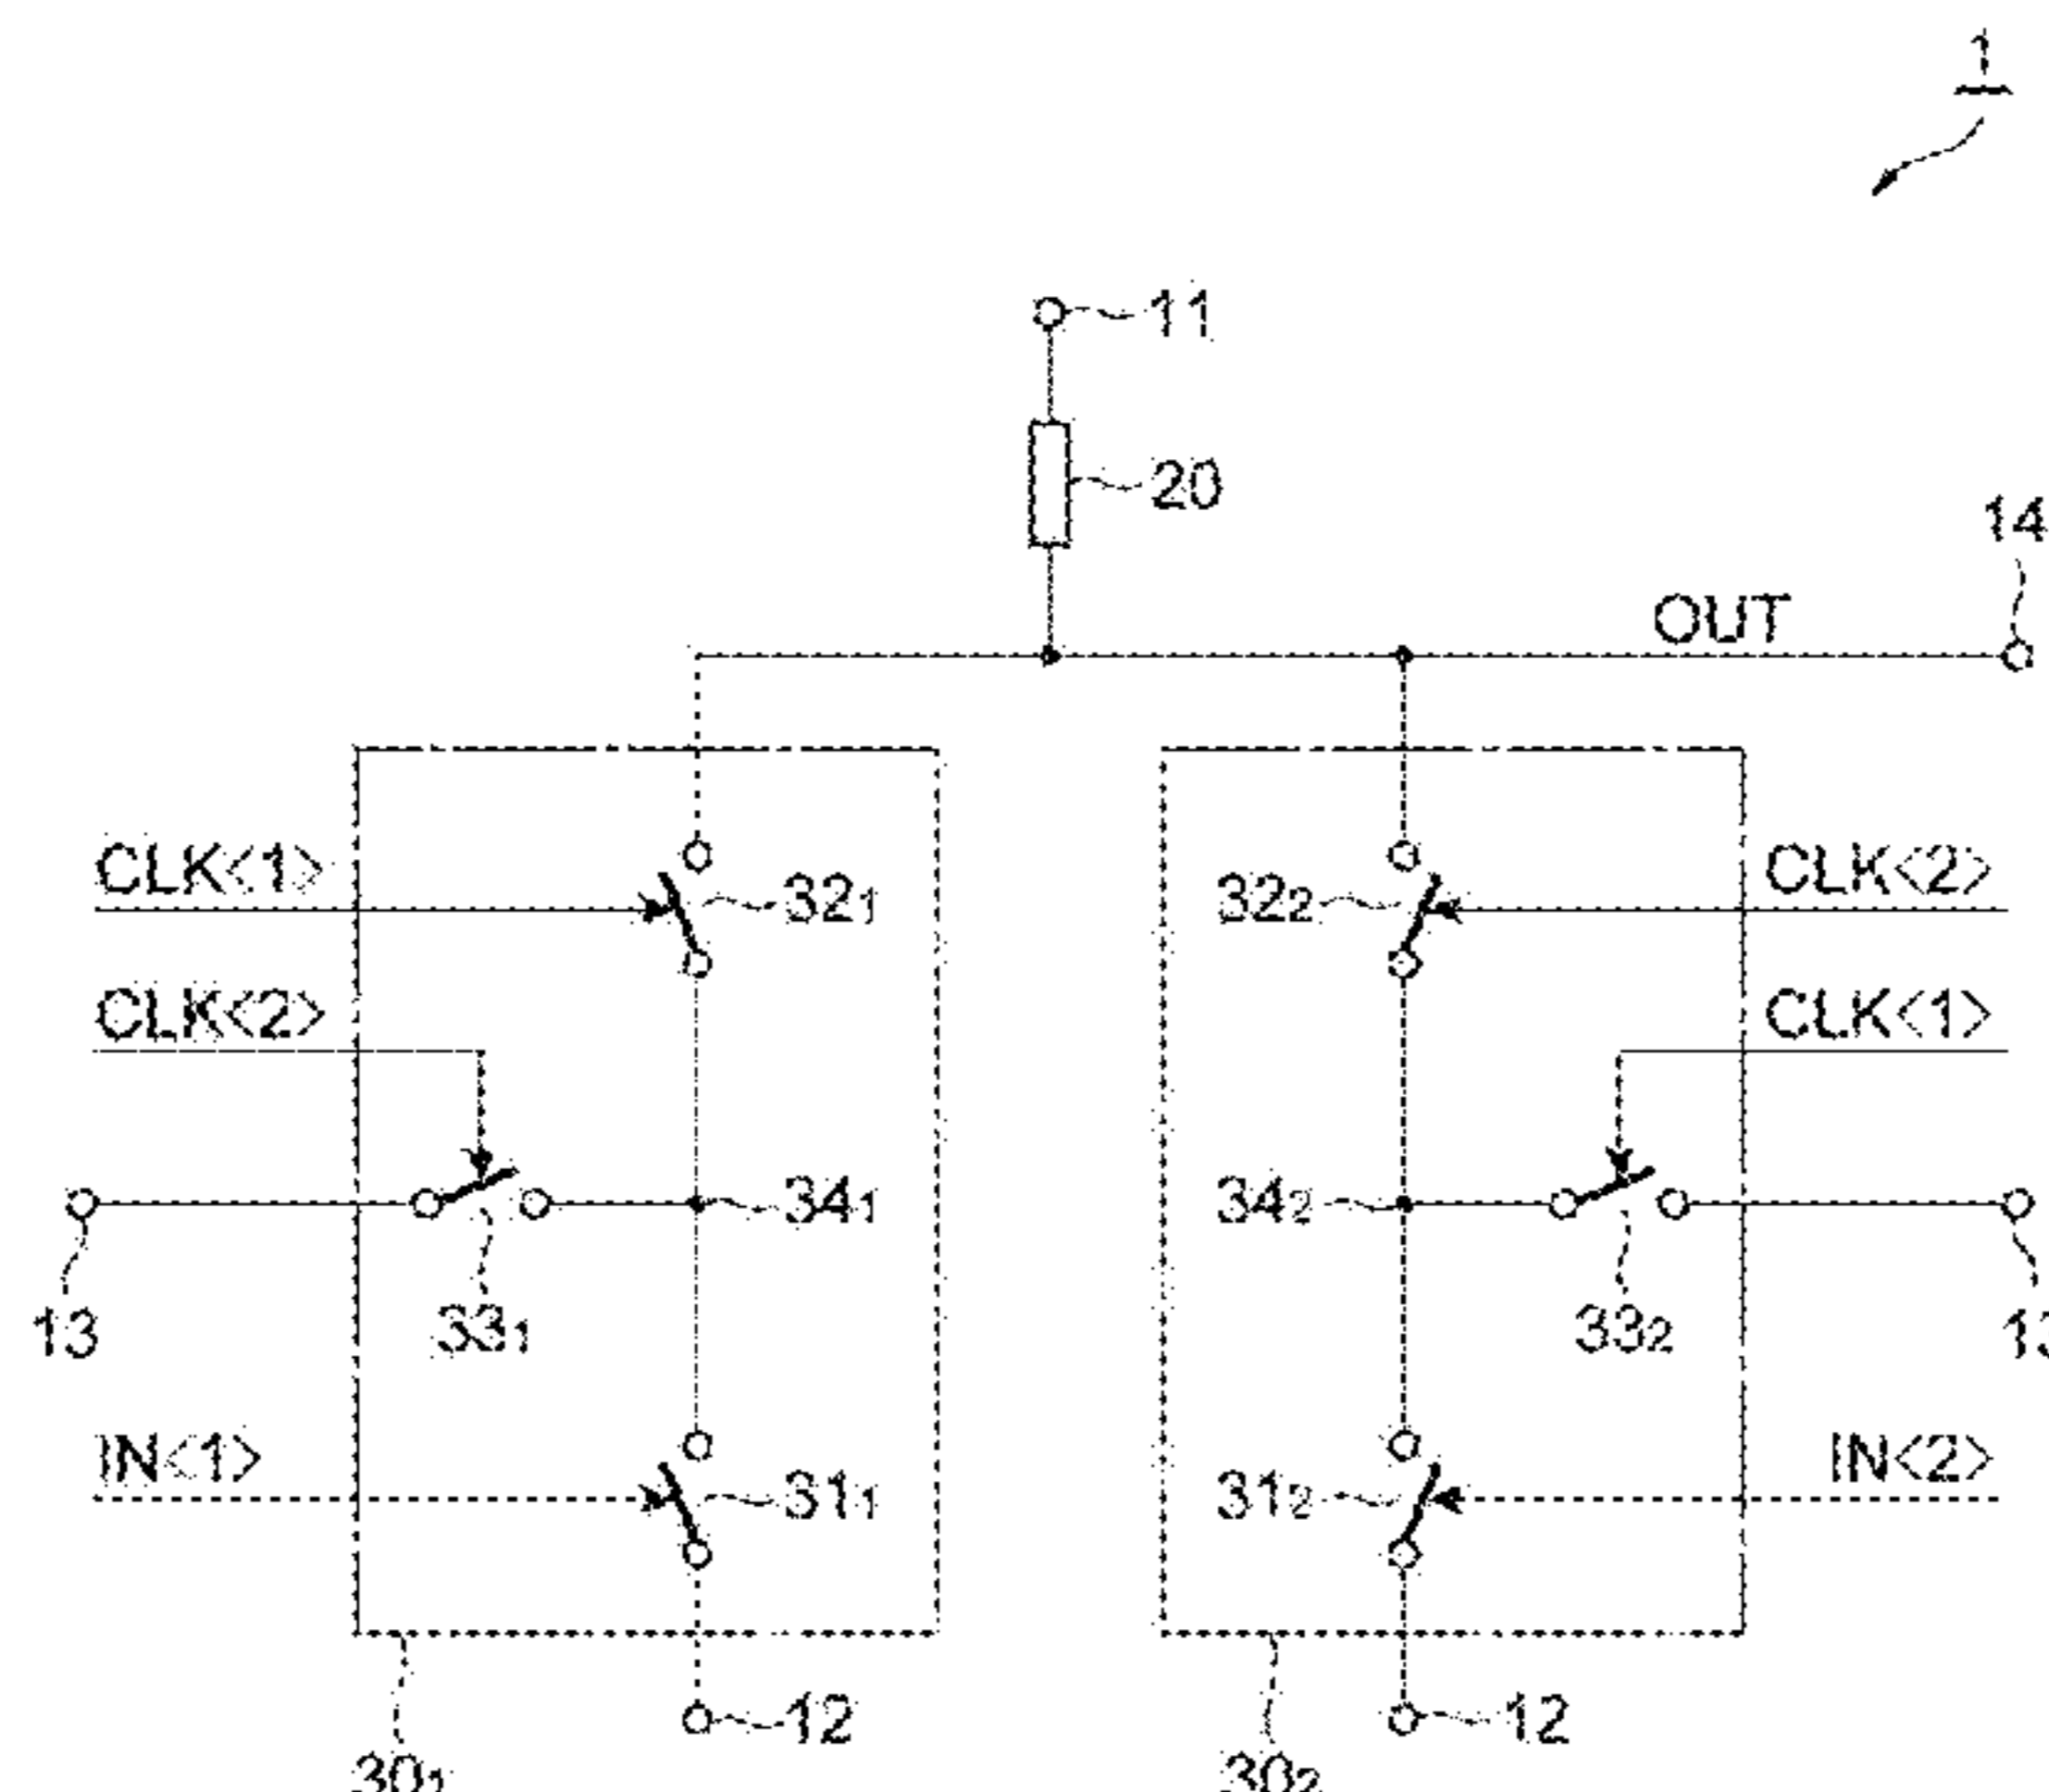 1
11
20
14
OUT
CLK<1>
32₁
32₂
CLK<2>
CLK<2>
CLK<1>
34₁
34₂
13
33₁
33₂
13
IN<1>
31₁
31₂
IN<2>
12
12
30₁
30₂